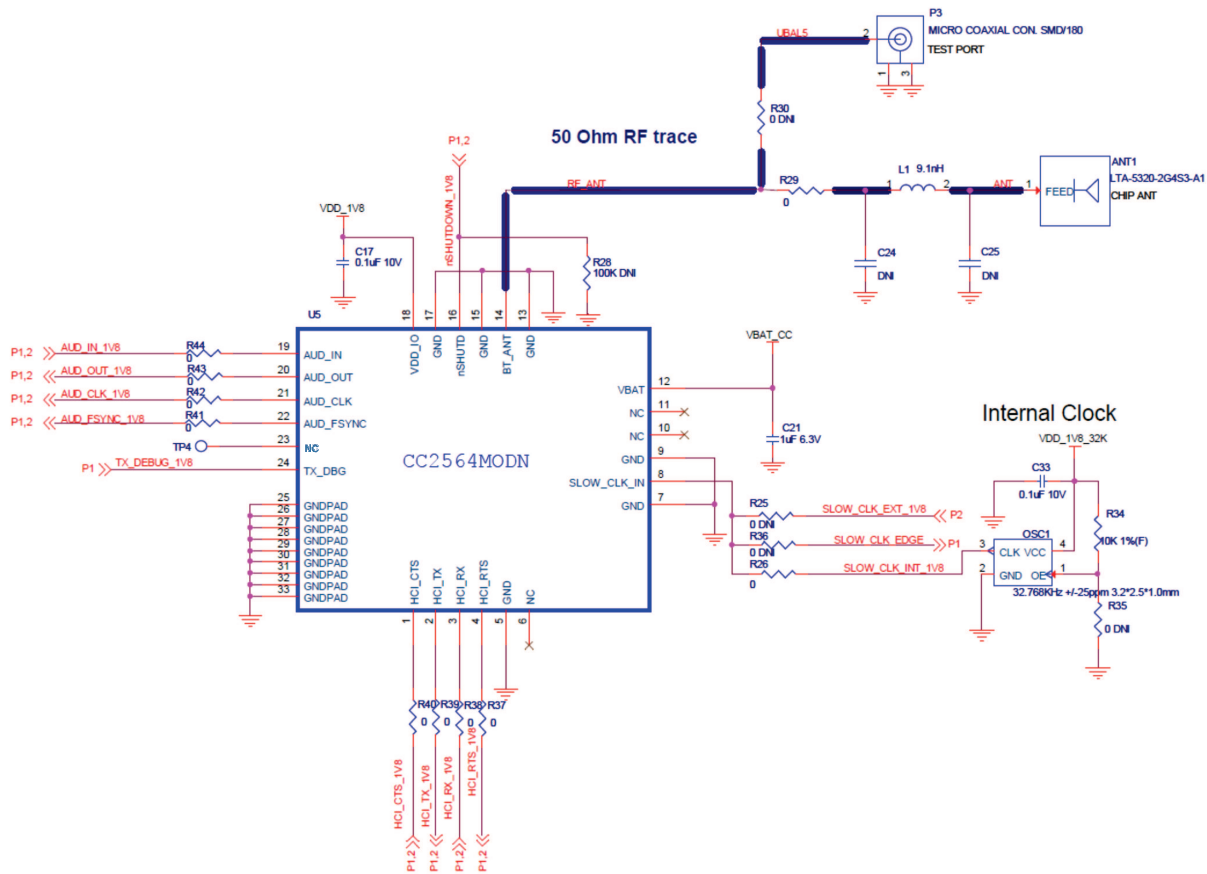 P3
MICRO COAXIAL CON. SMD/180
TEST PORT
UBAL5
2
1
3
R30
0 DNI
50 Ohm RF trace
P1,2
RF_ANT
R29
0
L1 9.1nH
1
2
ANT
1
ANT1
LTA-5320-2G4S3-A1
CHIP ANT
FEED
C24
DNI
C25
DNI
VDD_1V8
C17
0.1uF 10V
nSHUTDOWN_1V8
R28
100K DNI
U5
18
17
16
15
14
13
VDD_IO
GND
nSHUTD
GND
BT_ANT
GND
P1,2
AUD_IN_1V8
R44
0
19
AUD_IN
P1,2
AUD_OUT_1V8
R43
0
20
AUD_OUT
P1,2
AUD_CLK_1V8
R42
0
21
AUD_CLK
P1,2
AUD_FSYNC_1V8
R41
0
22
AUD_FSYNC
TP4
23
NC
P1
TX_DEBUG_1V8
24
TX_DBG
CC2564MODN
25
GNDPAD
26
GNDPAD
27
GNDPAD
28
GNDPAD
29
GNDPAD
30
GNDPAD
31
GNDPAD
32
GNDPAD
33
GNDPAD
VBAT
12
NC
11
NC
10
GND
9
SLOW_CLK_IN
8
GND
7
VBAT_CC
C21
1uF 6.3V
Internal Clock
VDD_1V8_32K
C33
0.1uF 10V
R34
10K 1%(F)
R25
0 DNI
SLOW_CLK_EXT_1V8
P2
R36
0 DNI
SLOW_CLK_EDGE
P1
R26
0
SLOW_CLK_INT_1V8
OSC1
3
CLK VCC
4
2
GND OE
1
32.768KHz +/-25ppm 3.2*2.5*1.0mm
R35
0 DNI
HCI_CTS
HCI_TX
HCI_RX
HCI_RTS
GND
NC
1
2
3
4
5
6
R40
0
R39
0
R38
0
R37
0
HCI_CTS_1V8
HCI_TX_1V8
HCI_RX_1V8
HCI_RTS_1V8
P1,2
P1,2
P1,2
P1,2